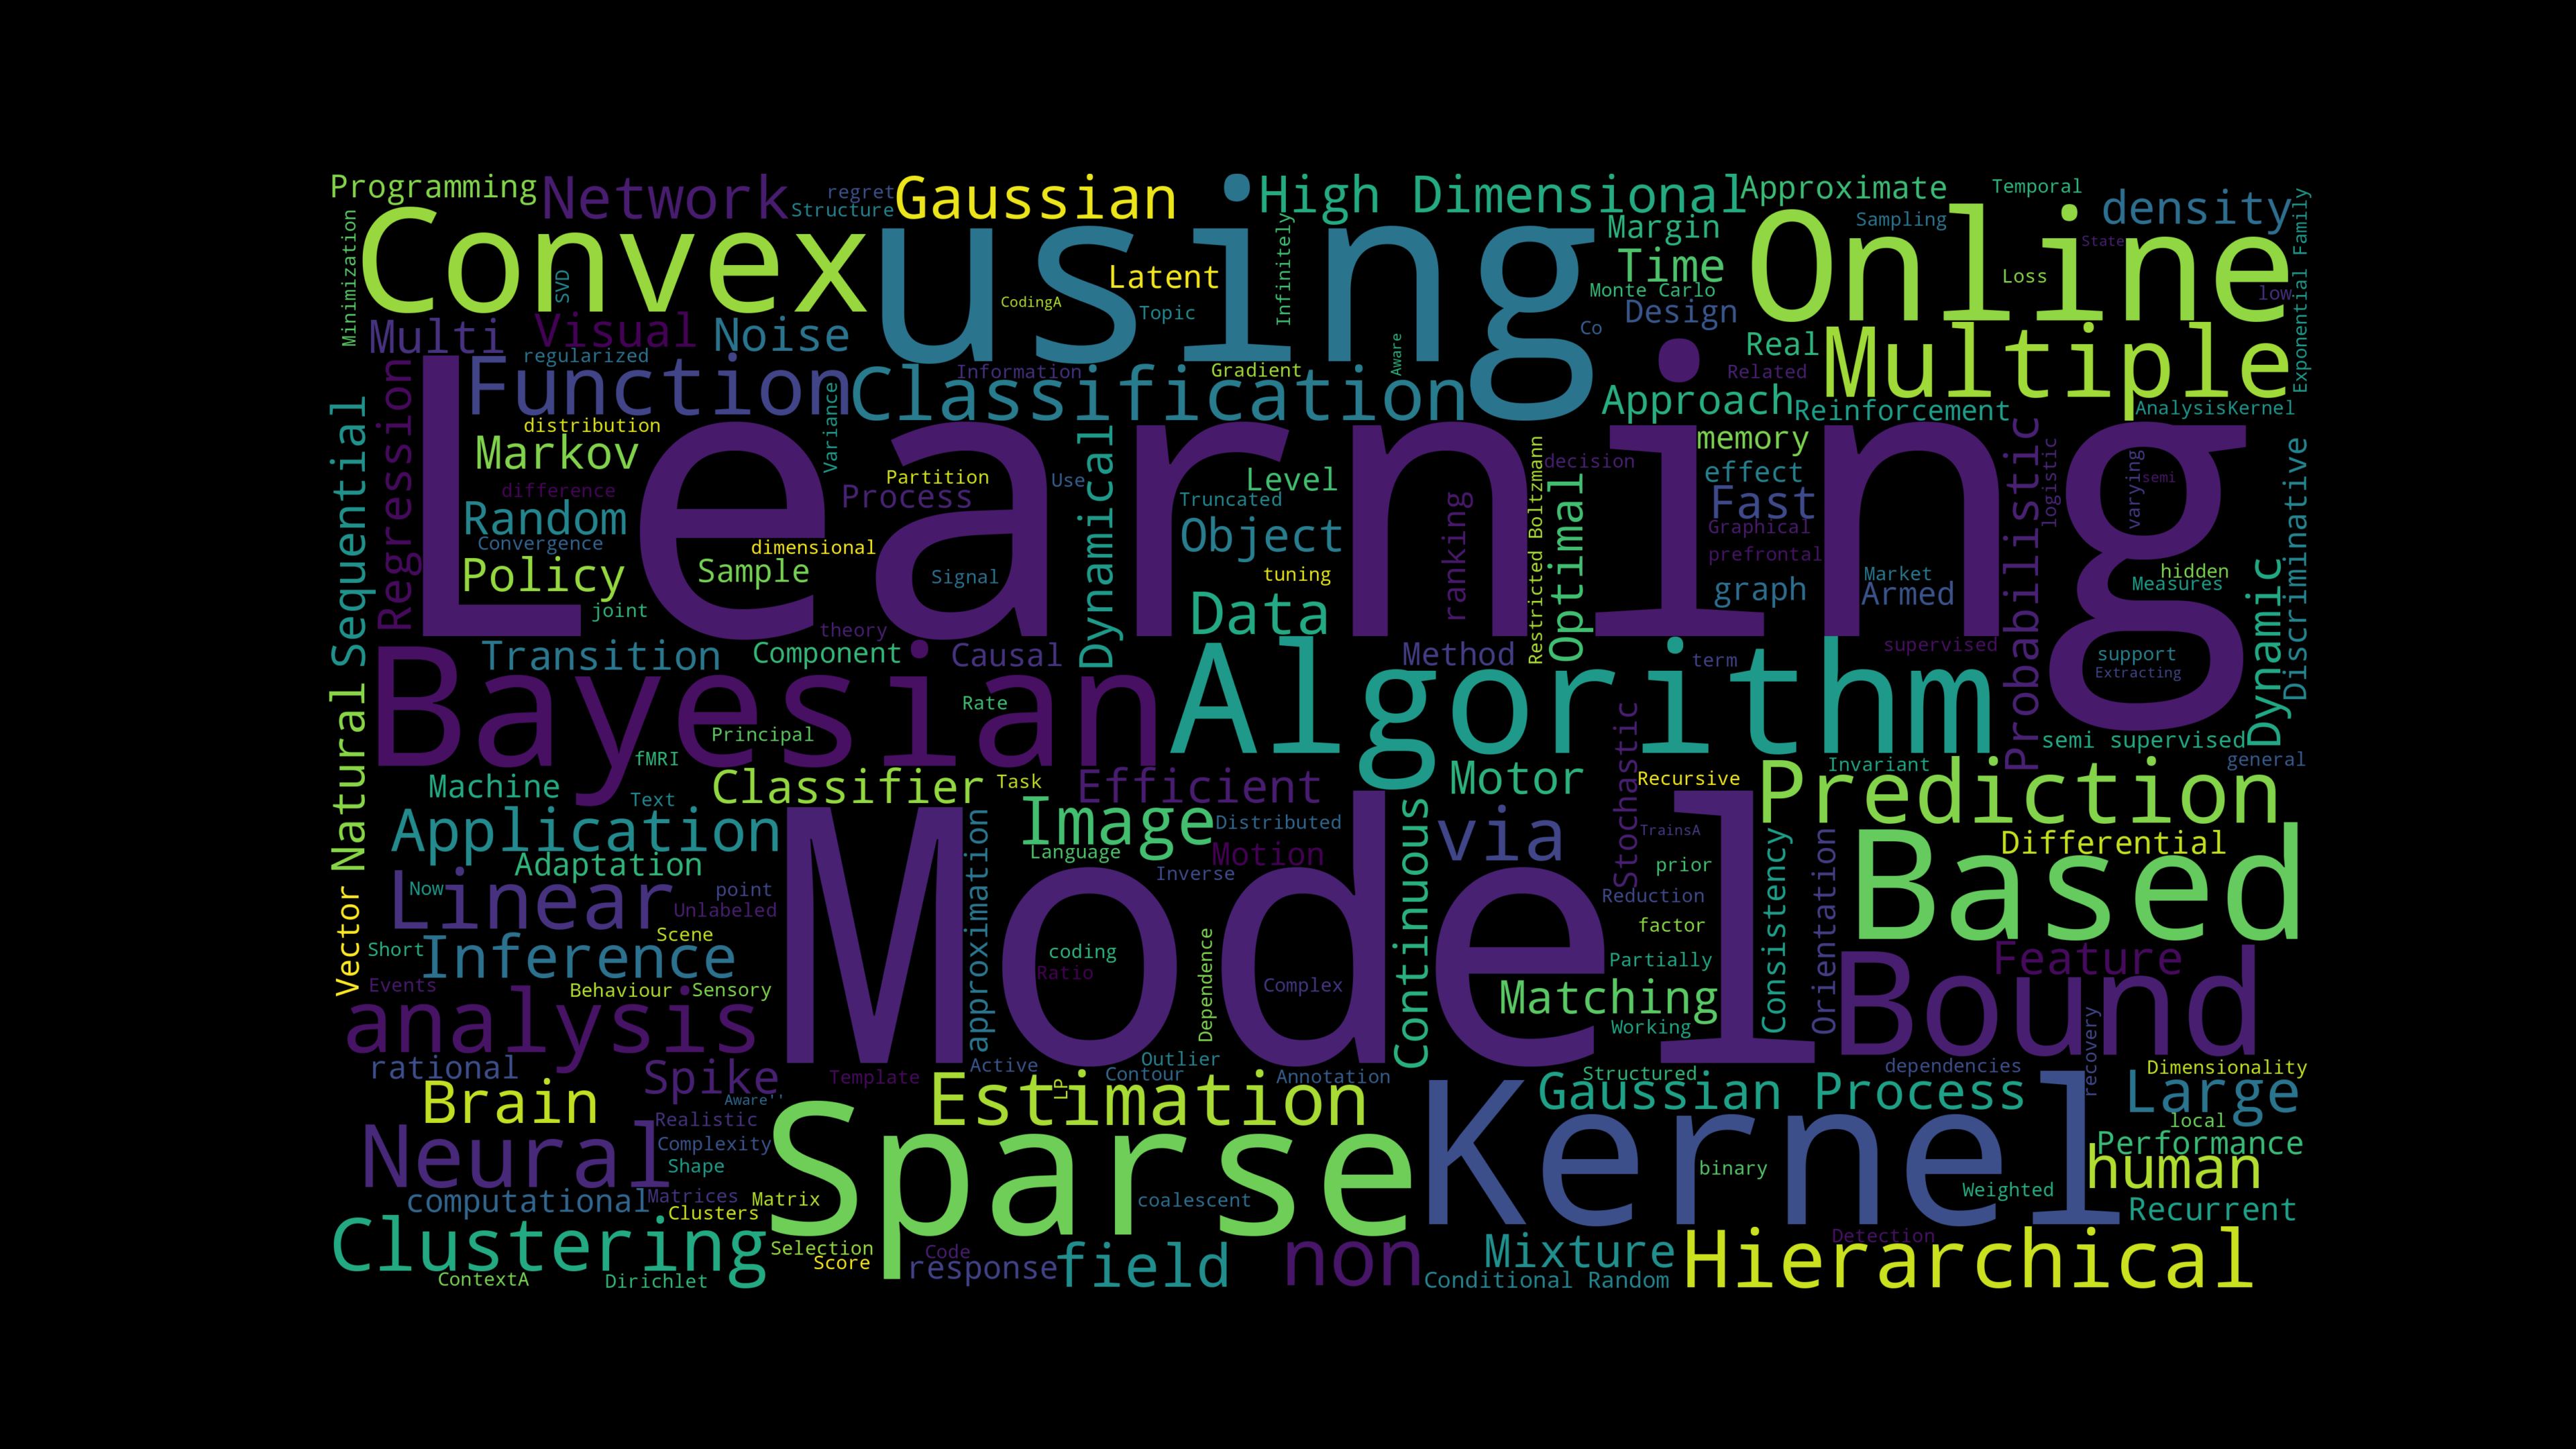 Programming
Network
regret
Structure
Gaussian
High Dimensional
Approximate
Temporal
density
Exponential Family
Minimization
Convex
SVD
using
Latent
CodingA
Topic
Infinitely
Margin
Time
Monte Carlo
Sampling
Online
State
Loss
low
Multi
Visual
Noise
Design
Co
Real
Multiple
regularized
Function
Classification
Information
Gradient
Aware
Related
Approach
Reinforcement
AnalysisKernel
Regression
Sequential
distribution
Variance
Markov
Learning
memory
Partition
Process
Use
Level
Truncated
Restricted Boltzmann
decision
effect
Fast
Probabilistic
logistic
varying
semi
Discriminative
difference
Random
Convergence
dimensional
Dynamical
Object
ranking
Optimal
Graphical
prefrontal
Policy
Sample
Signal
tuning
graph
Market
Armed
hidden
Measures
Dynamic
joint
theory
Data
Transition
Component
Causal
Method
term
supervised
support
Extracting
Natural
Bayesian
Algorithm
Rate
Principal
fMRI
Stochastic
semi supervised
general
Machine
Text
Classifier
Task
Efficient
Motor
Recursive
Invariant
Prediction
Application
Adaptation
approximation
Image
Distributed
Language
Motion
Inverse
Continuous
via
TrainsA
prior
Consistency
Orientation
Differential
Based
Vector
Now
Linear
point
Unlabeled
Model
Reduction
factor
Short
Inference
Scene
coding
Ratio
Dependence
Complex
Partially
Feature
Bound
Events
Behaviour
Sensory
Matching
analysis
Working
recovery
rational
Spike
Template
Active
Outlier
Contour
Annotation
Structured
dependencies
Dimensionality
Brain
Aware''
Estimation
LP
Gaussian Process
Large
local
Realistic
Neural
Complexity
Sparse
Kernel
Performance
Shape
binary
human
computational
Matrices
Matrix
Clusters
coalescent
Weighted
Recurrent
Clustering
Selection
Score
Code
response
field
non
Mixture
Detection
Hierarchical
ContextA
Dirichlet
Conditional Random